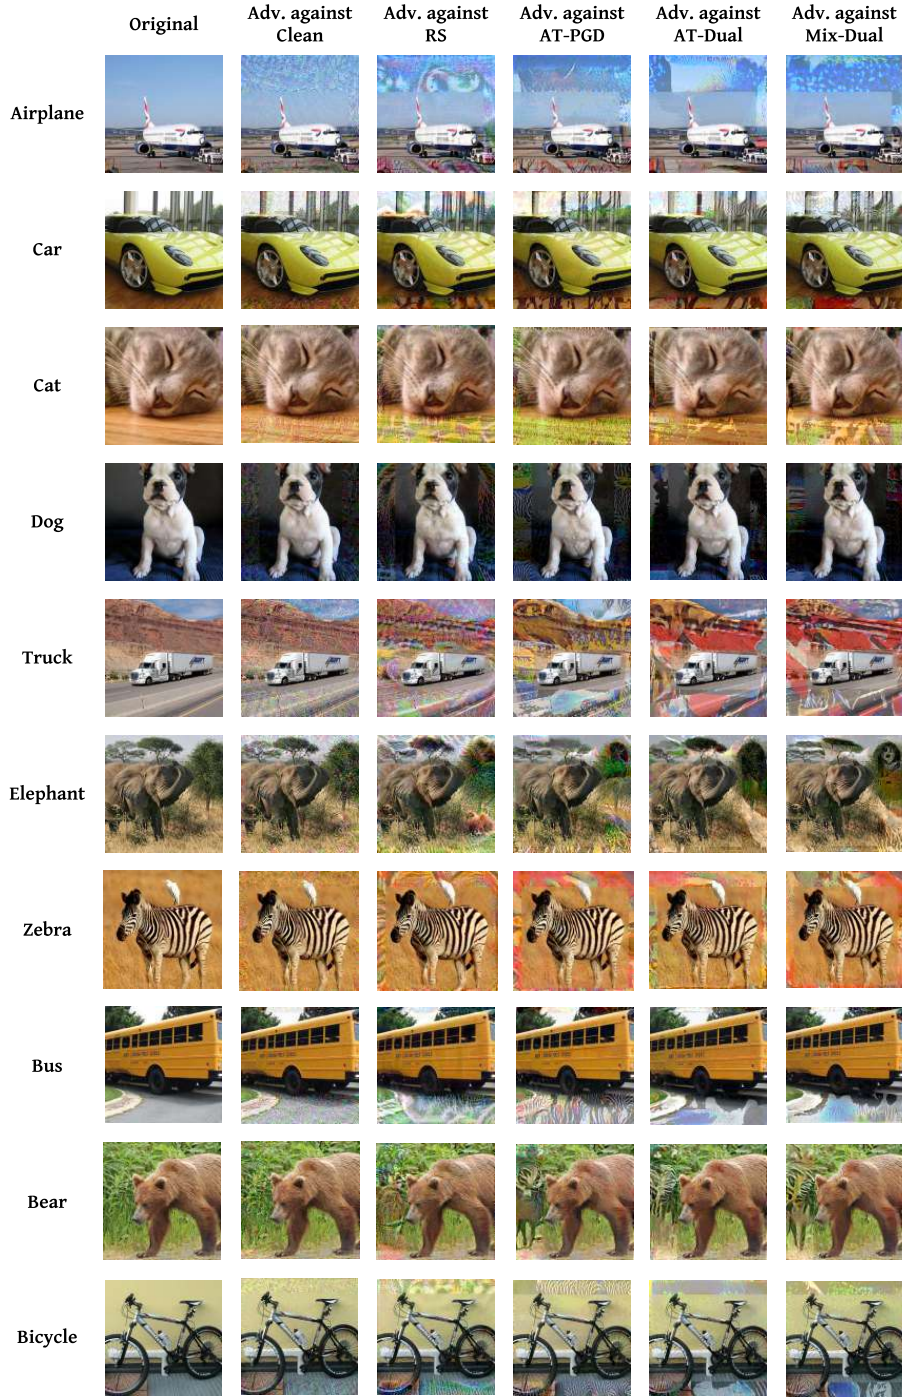 Original
Adv. against
Clean
Adv. against
RS
Adv. against
AT-PGD
Adv. against
AT-Dual
Adv. against
Mix-Dual
Airplane
Car
Cat
Dog
Truck
Elephant
Zebra
Bus
Bear
Bicycle